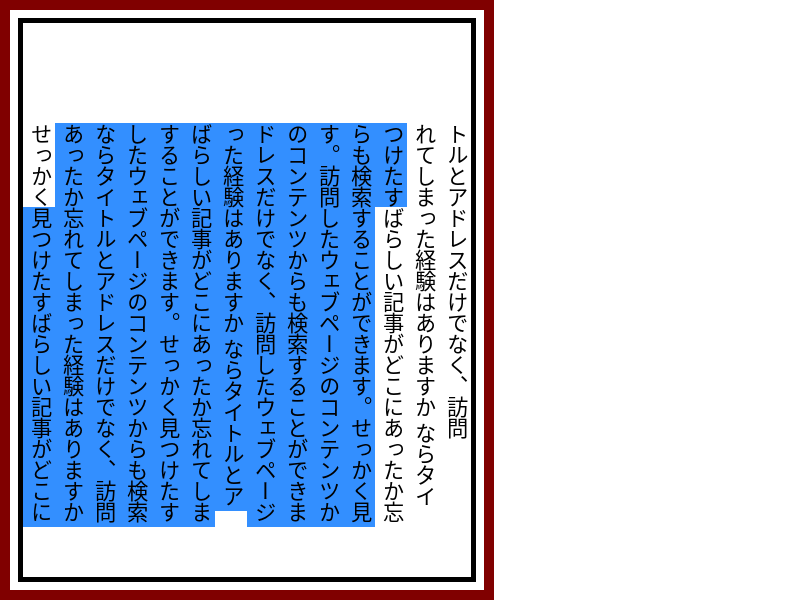 トルとアドレスだけでなく、訪問
れてしまった経験はありますか ならタイ
つけたすばらしい記事がどこにあったか忘
らも検索することができます。せっかく見
す。訪問したウェブページのコンテンツか
のコンテンツからも検索することができま
ドレスだけでなく、訪問したウェブページ
った経験はありますか ならタイトルとア
ばらしい記事がどこにあったか忘れてしま
することができます。せっかく見つけたす
したウェブページのコンテンツからも検索
ならタイトルとアドレスだけでなく、訪問
あったか忘れてしまった経験はありますか
せっかく見つけたすばらしい記事がどこに